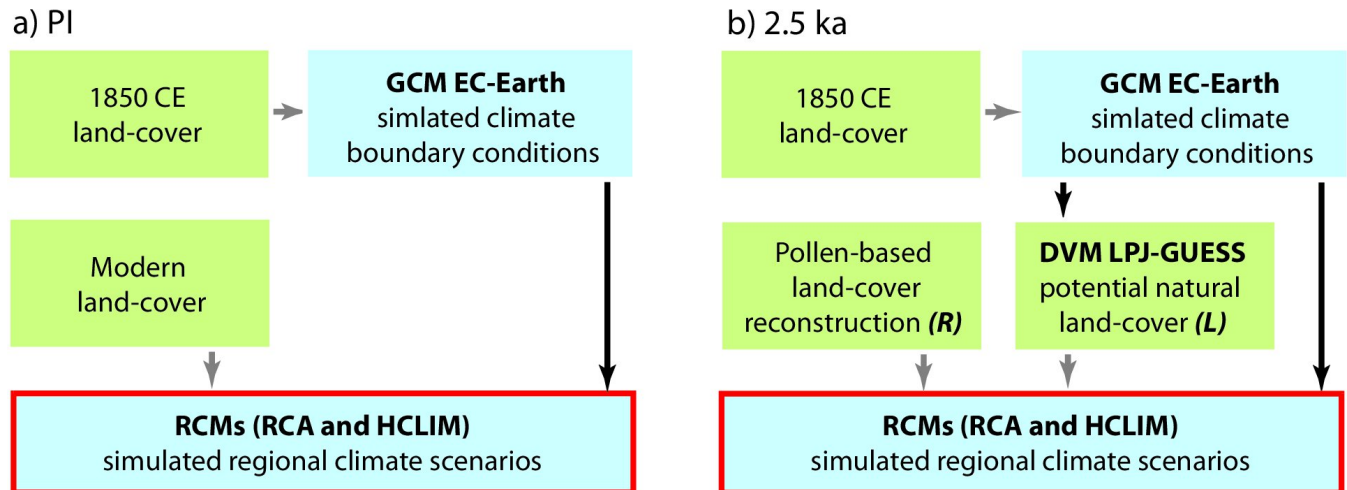 a) PI
1850 CE
land-cover
GCM EC-Earth
simlated climate
boundary conditions
Modern
land-cover
RCMs (RCA and HCLIM)
simulated regional climate scenarios
b) 2.5 ka
1850 CE
land-cover
GCM EC-Earth
simlated climate
boundary conditions
Pollen-based
land-cover
reconstruction (R)
DVM LPJ-GUESS
potential natural
land-cover (L)
RCMs (RCA and HCLIM)
simulated regional climate scenarios